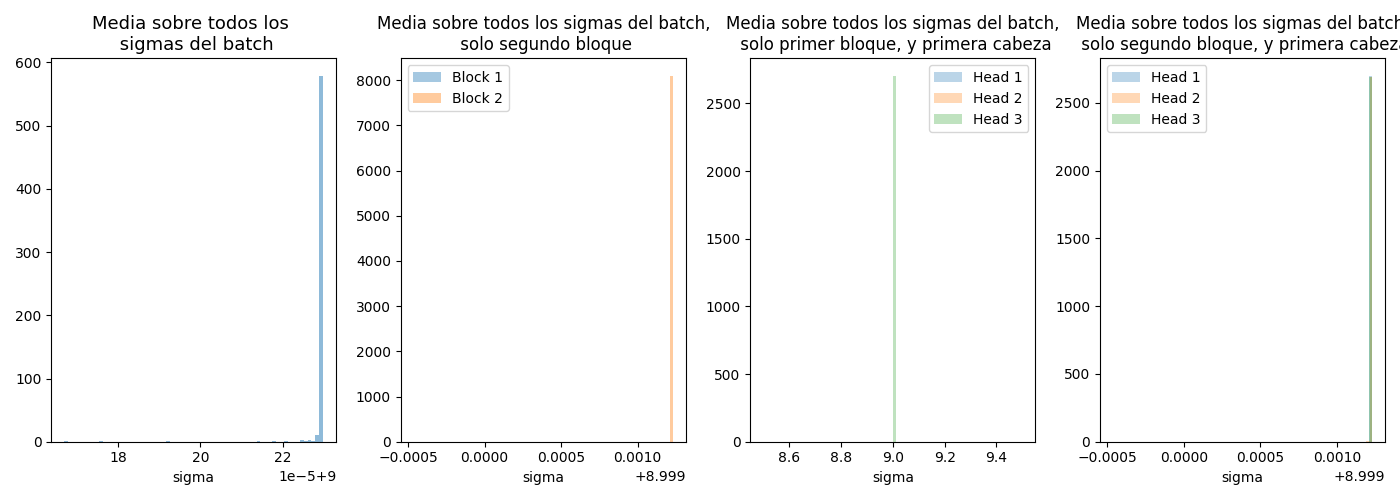 Media sobre todos los
sigmas del batch
600
500
400
300
200
100
0
18
20
22
sigma
1e-5+9
Media sobre todos los sigmas del batch,
solo segundo bloque
Block 1
Block 2
8000
7000
6000
5000
4000
3000
2000
1000
0
−0.0005
0.0000
0.0005
0.0010
sigma
+8.999
Media sobre todos los sigmas del batch,
solo primer bloque, y primera cabeza
Head 1
Head 2
Head 3
2500
2000
1500
1000
500
0
8.6
8.8
9.0
9.2
9.4
sigma
Media sobre todos los sigmas del batch
solo segundo bloque, y primera cabeza
Head 1
Head 2
Head 3
2500
2000
1500
1000
500
0
−0.0005
0.0000
0.0005
0.0010
sigma
+8.999